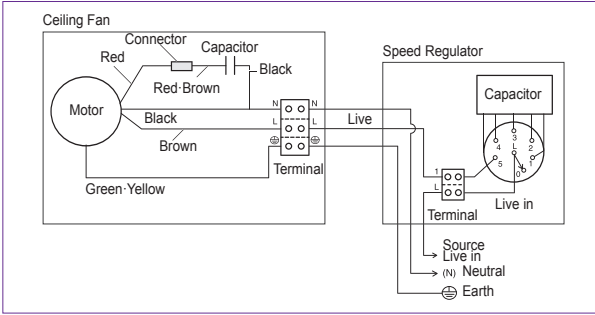 Ceiling Fan
Connector
Capacitor
Red
Red·Brown
Black
Motor
Black
Brown
Green·Yellow
N
N
L
L
Terminal
Live
Speed Regulator
Capacitor
3
4
L
2
5
1
0
1
L
Terminal
Live in
Source
Live in
(N) Neutral
Earth